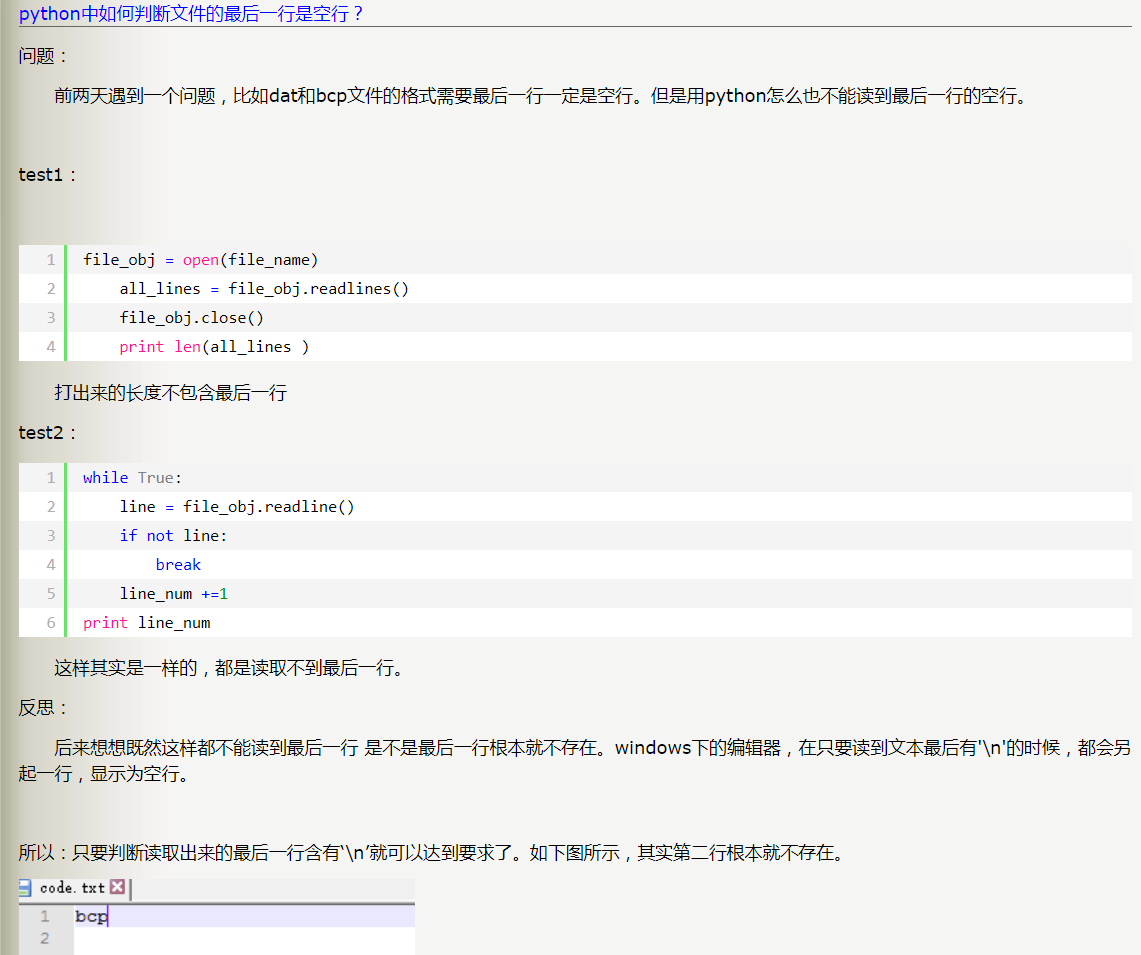 python中如何判断文件的最后一行是空行？
问题：
前两天遇到一个问题，比如dat和bcp文件的格式需要最后一行一定是空行。但是用python怎么也不能读到最后一行的空行。
test1：
1 file_obj = open(file_name)
2 all_lines = file_obj.readlines()
3 file_obj.close()
4 print len(all_lines )
打出来的长度不包含最后一行
test2：
1 while True:
2 line = file_obj.readline()
3 if not line:
4 break
5 line_num +=1
6 print line_num
这样其实是一样的，都是读取不到最后一行。
反思：
后来想想既然这样都不能读到最后一行 是不是最后一行根本就不存在。windows下的编辑器，在只要读到文本最后有'\n'的时候，都会另
起一行，显示为空行。
所以：只要判断读取出来的最后一行含有‘\n’就可以达到要求了。如下图所示，其实第二行根本就不存在。
code.txt
1 bcp
2